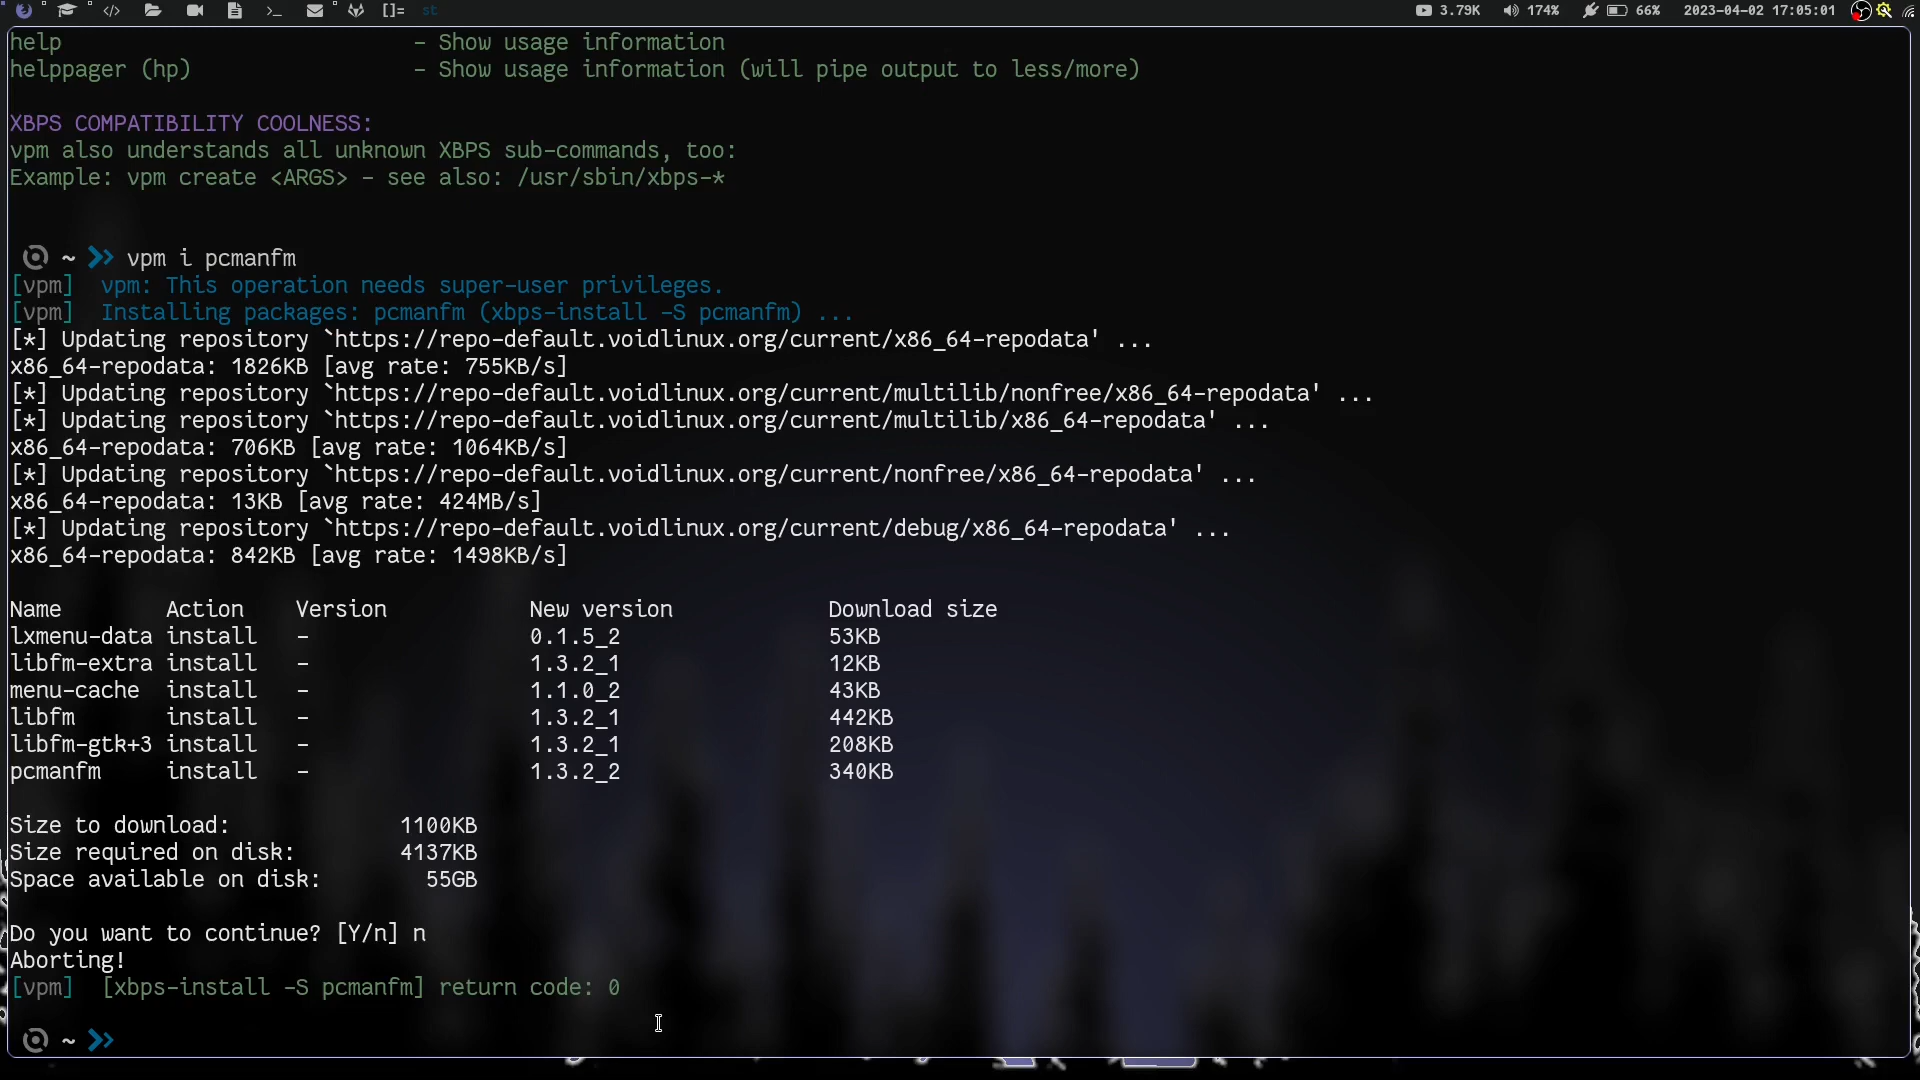 </> >_ []= st 3.79K 174% 66% 2023-04-02 17:05:01
help - Show usage information
helppager (hp) - Show usage information (will pipe output to less/more)
XBPS COMPATIBILITY COOLNESS:
vpm also understands all unknown XBPS sub-commands, too:
Example: vpm create <ARGS> - see also: /usr/sbin/xbps-*
~ vpm i pcmanfm
[vpm] vpm: This operation needs super-user privileges.
[vpm] Installing packages: pcmanfm (xbps-install -S pcmanfm) ...
[*] Updating repository `https://repo-default.voidlinux.org/current/x86_64-repodata' ...
x86_64-repodata: 1826KB [avg rate: 755KB/s]
[*] Updating repository `https://repo-default.voidlinux.org/current/multilib/nonfree/x86_64-repodata' ...
[*] Updating repository `https://repo-default.voidlinux.org/current/multilib/x86_64-repodata' ...
x86_64-repodata: 706KB [avg rate: 1064KB/s]
[*] Updating repository `https://repo-default.voidlinux.org/current/nonfree/x86_64-repodata' ...
x86_64-repodata: 13KB [avg rate: 424MB/s]
[*] Updating repository `https://repo-default.voidlinux.org/current/debug/x86_64-repodata' ...
x86_64-repodata: 842KB [avg rate: 1498KB/s]
Name Action Version New version Download size
lxmenu-data install - 0.1.5_2 53KB
libfm-extra install - 1.3.2_1 12KB
menu-cache install - 1.1.0_2 43KB
libfm install - 1.3.2_1 442KB
libfm-gtk+3 install - 1.3.2_1 208KB
pcmanfm install - 1.3.2_2 340KB
Size to download: 1100KB
Size required on disk: 4137KB
Space available on disk: 55GB
Do you want to continue? [Y/n] n
Aborting!
[vpm] [xbps-install -S pcmanfm] return code: 0
~